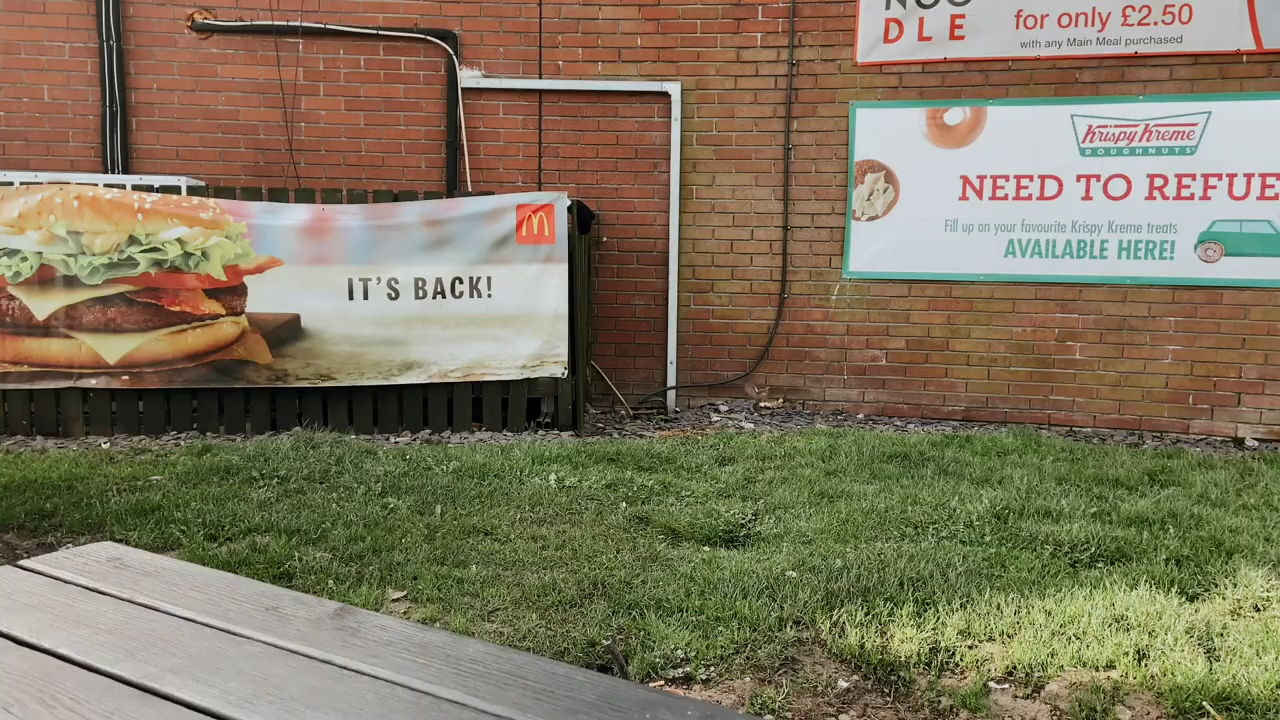 NOO
DLE
for only £2.50
with any Main Meal purchased
Krispy Kreme
DOUGHNUTS
NEED TO REFUE
Fill up on your favourite Krispy Kreme treats
AVAILABLE HERE!
IT'S BACK!